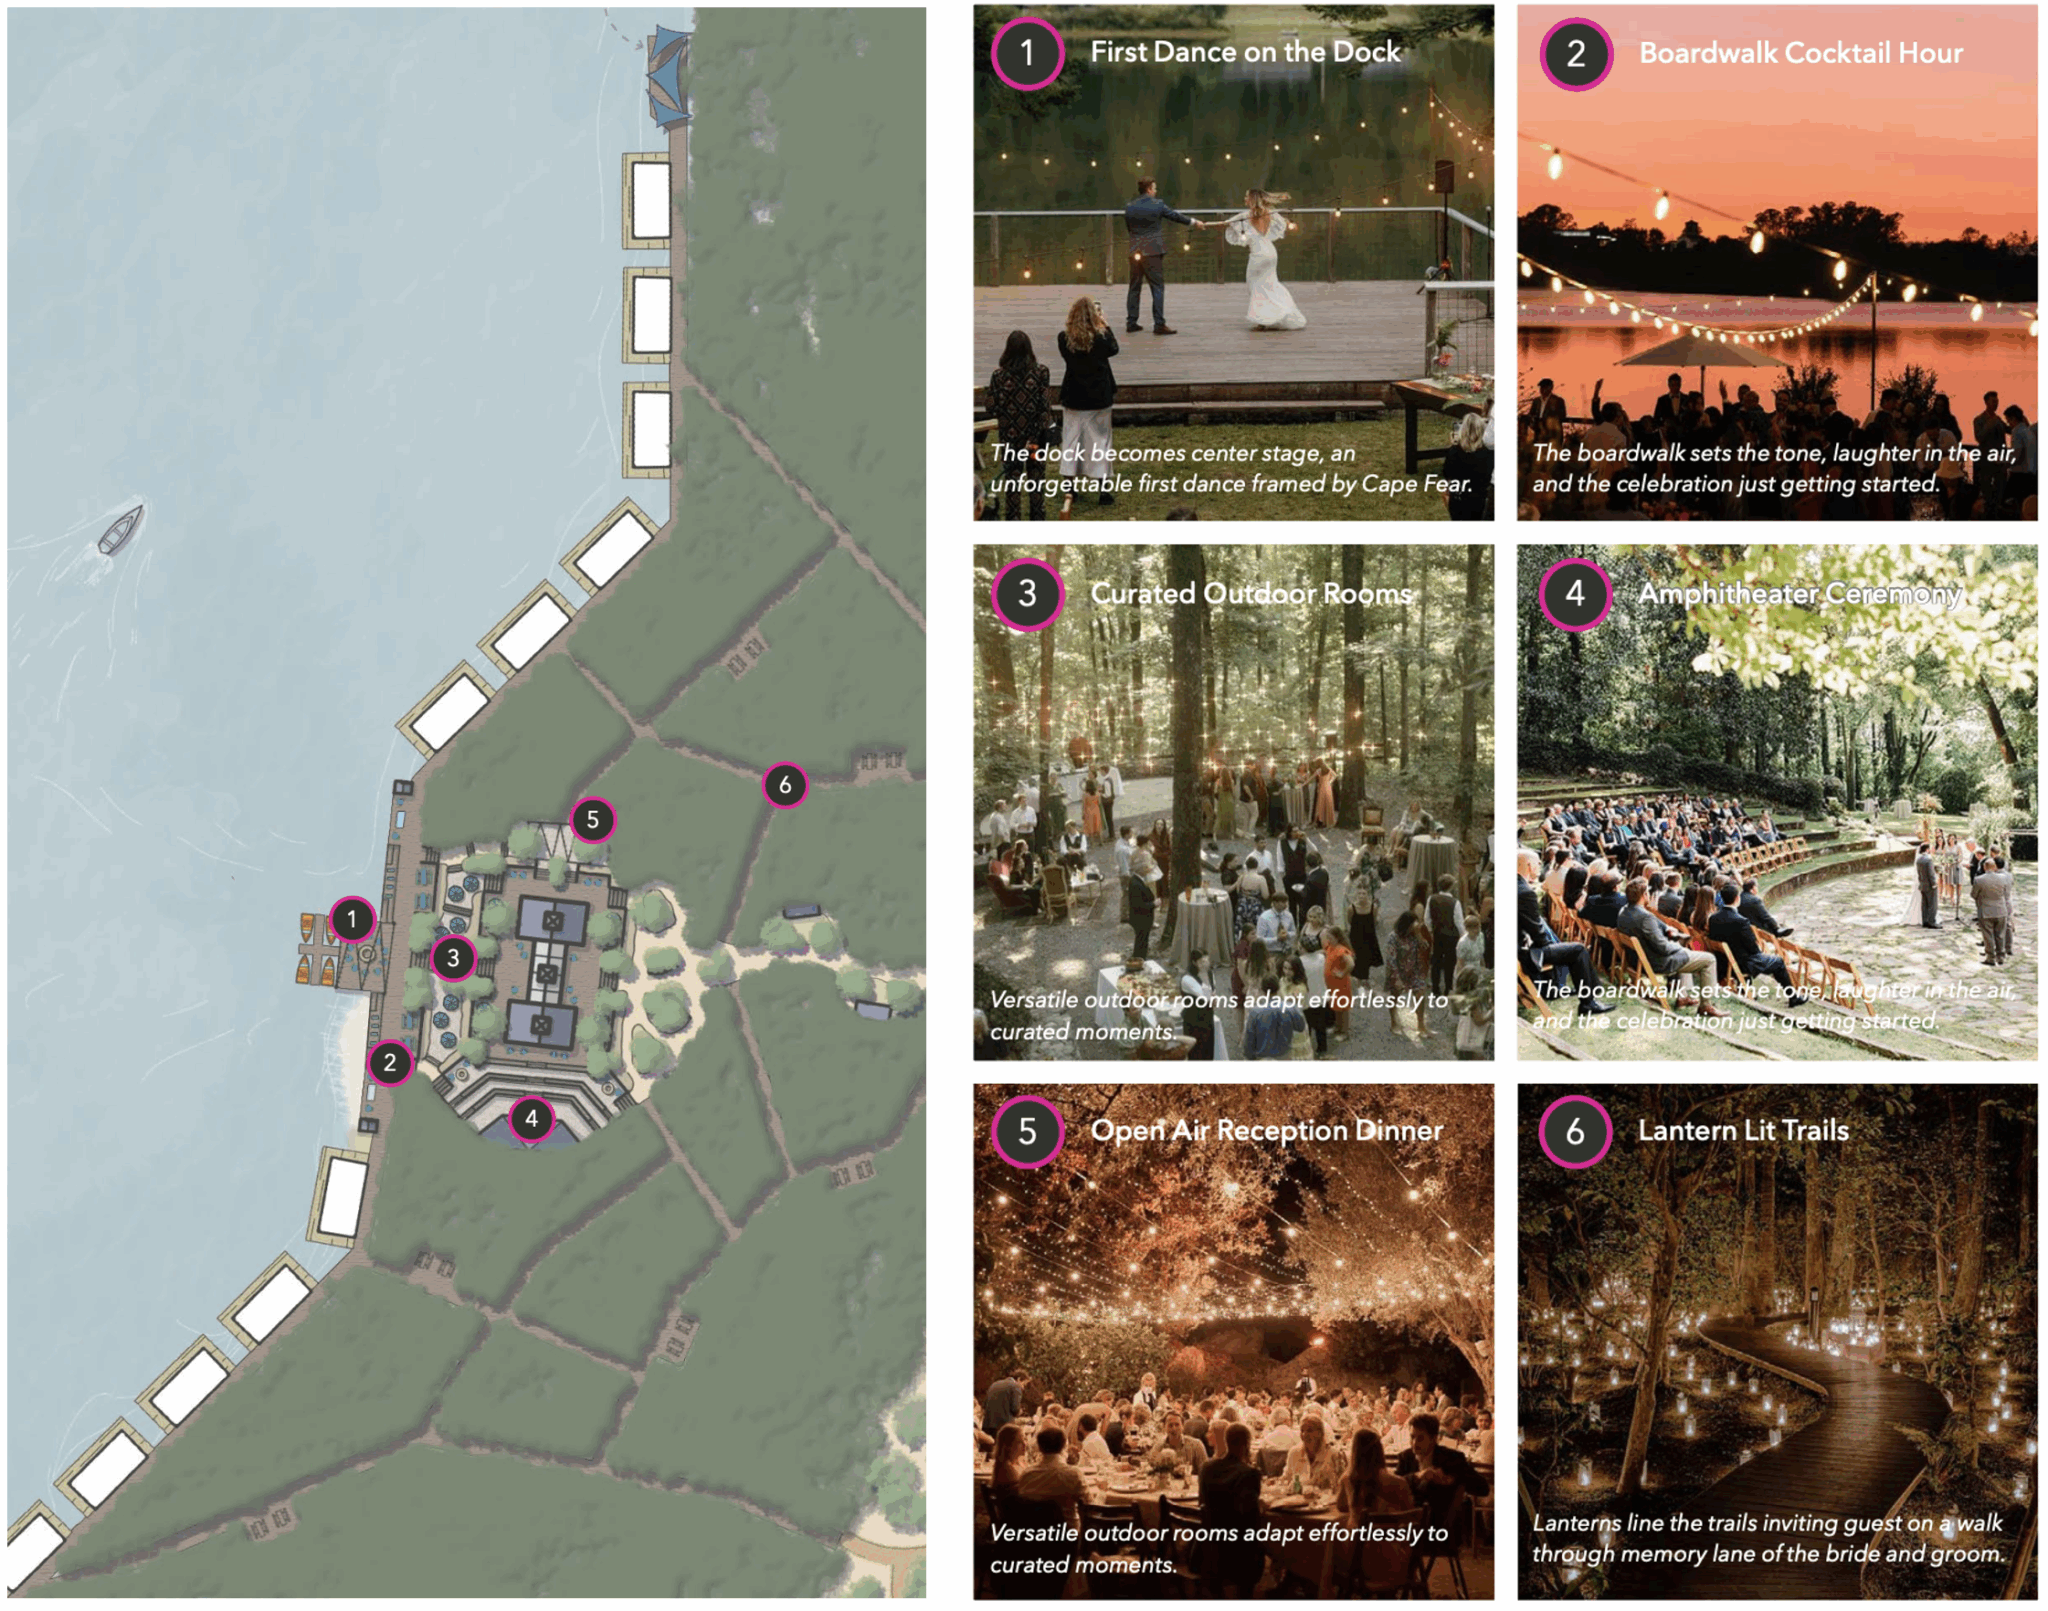 1
2
3
4
5
6
1 First Dance on the Dock
The dock becomes center stage, an
unforgettable first dance framed by Cape Fear.
2 Boardwalk Cocktail Hour
The boardwalk sets the tone, laughter in the air,
and the celebration just getting started.
3 Curated Outdoor Rooms
Versatile outdoor rooms adapt effortlessly to
curated moments.
4 Amphitheater Ceremony
The boardwalk sets the tone, laughter in the air,
and the celebration just getting started.
5 Open Air Reception Dinner
Versatile outdoor rooms adapt effortlessly to
curated moments.
6 Lantern Lit Trails
Lanterns line the trails inviting guest on a walk
through memory lane of the bride and groom.